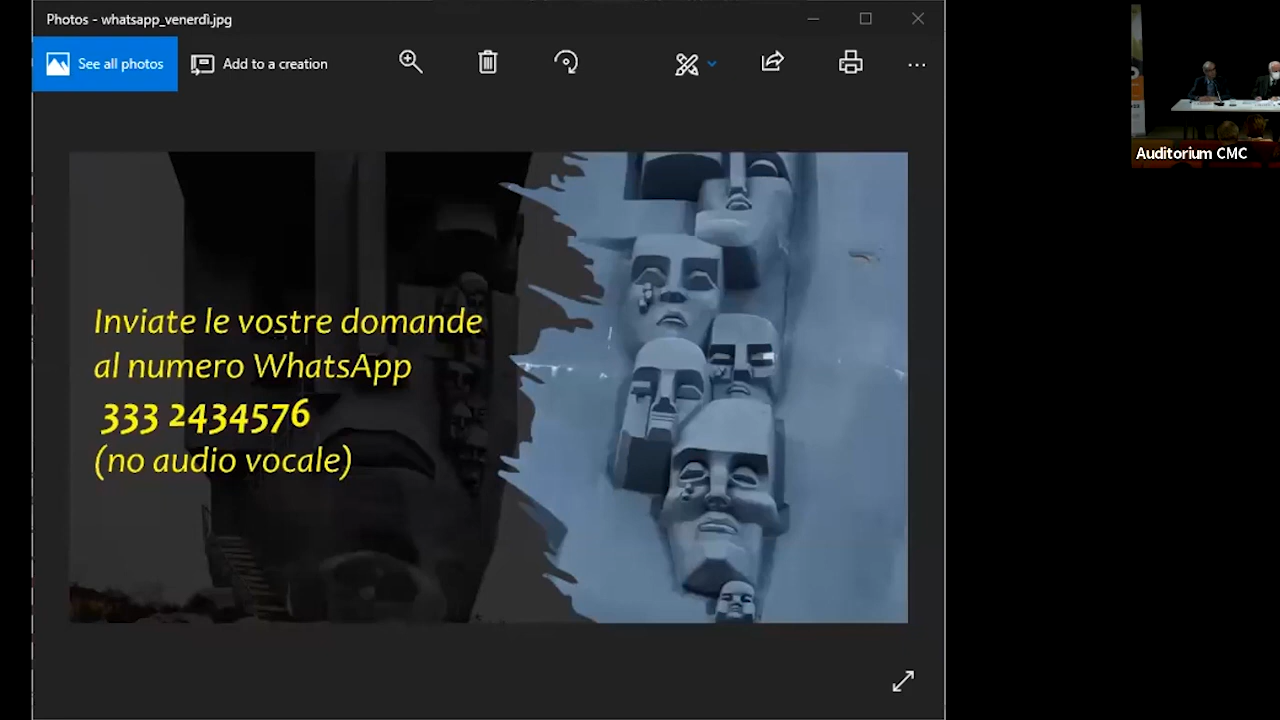 Photos - whatsapp_venerdì.jpg
See all photos
Add to a creation
Auditorium CMC
Inviate le vostre domande
al numero WhatsApp
333 2434576
(no audio vocale)